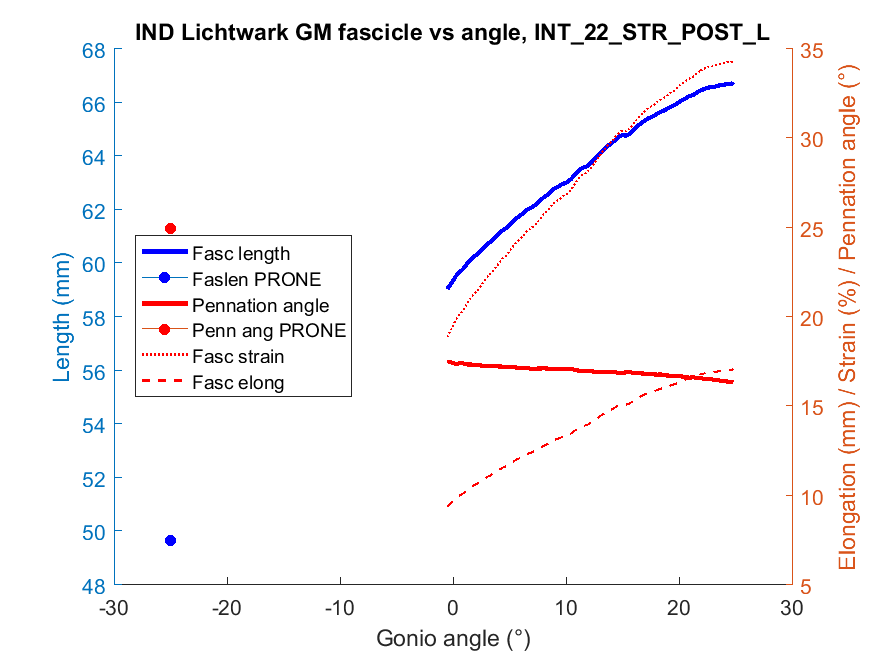 IND Lichtwark GM fascicle vs angle, INT_22_STR_POST_L
68
66
64
62
60
58
56
54
52
50
48
Length (mm)
Fasc length
Faslen PRONE
Pennation angle
Penn ang PRONE
Fasc strain
Fasc elong
35
30
25
20
15
10
5
Elongation (mm) / Strain (%) / Pennation angle (°)
-30 -20 -10 0 10 20 30
Gonio angle (°)